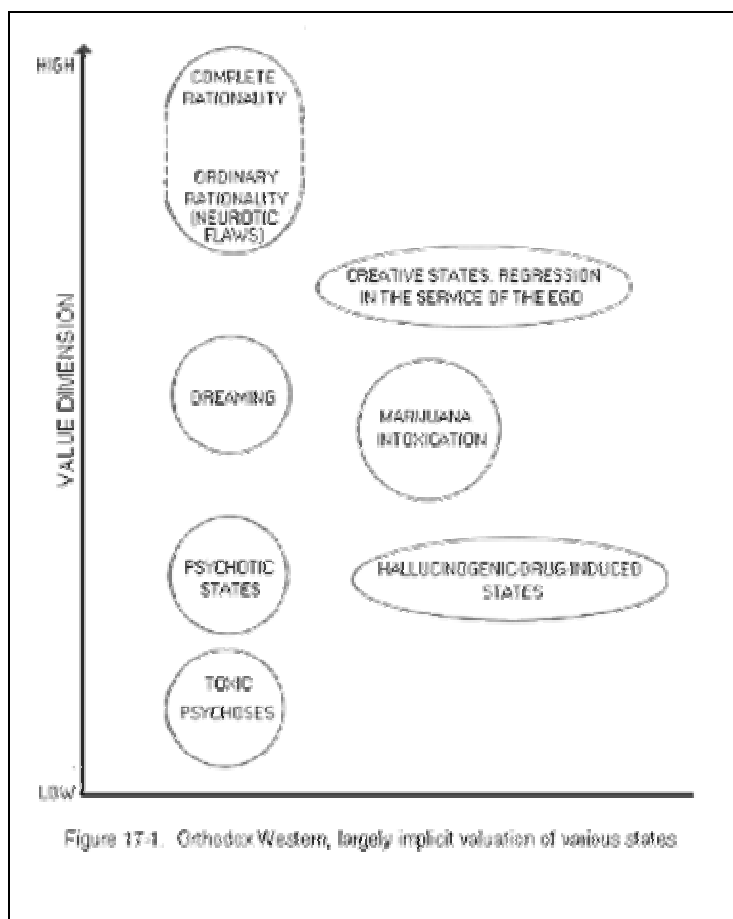 HIGH
COMPLETE
RATIONALITY
ORDINARY
RATIONALITY
(NEUROTIC
FLAWS)
CREATIVE STATES, REGRESSION
IN THE SERVICE OF THE EGO
DREAMING
MARIJUANA
INTOXICATION
VALUE DIMENSION
PSYCHOTIC
STATES
HALLUCINOGENIC-DRUG INDUCED
STATES
TOXIC
PSYCHOSES
LOW
Figure 17-1. Orthodox Western, largely implicit valuation of various states